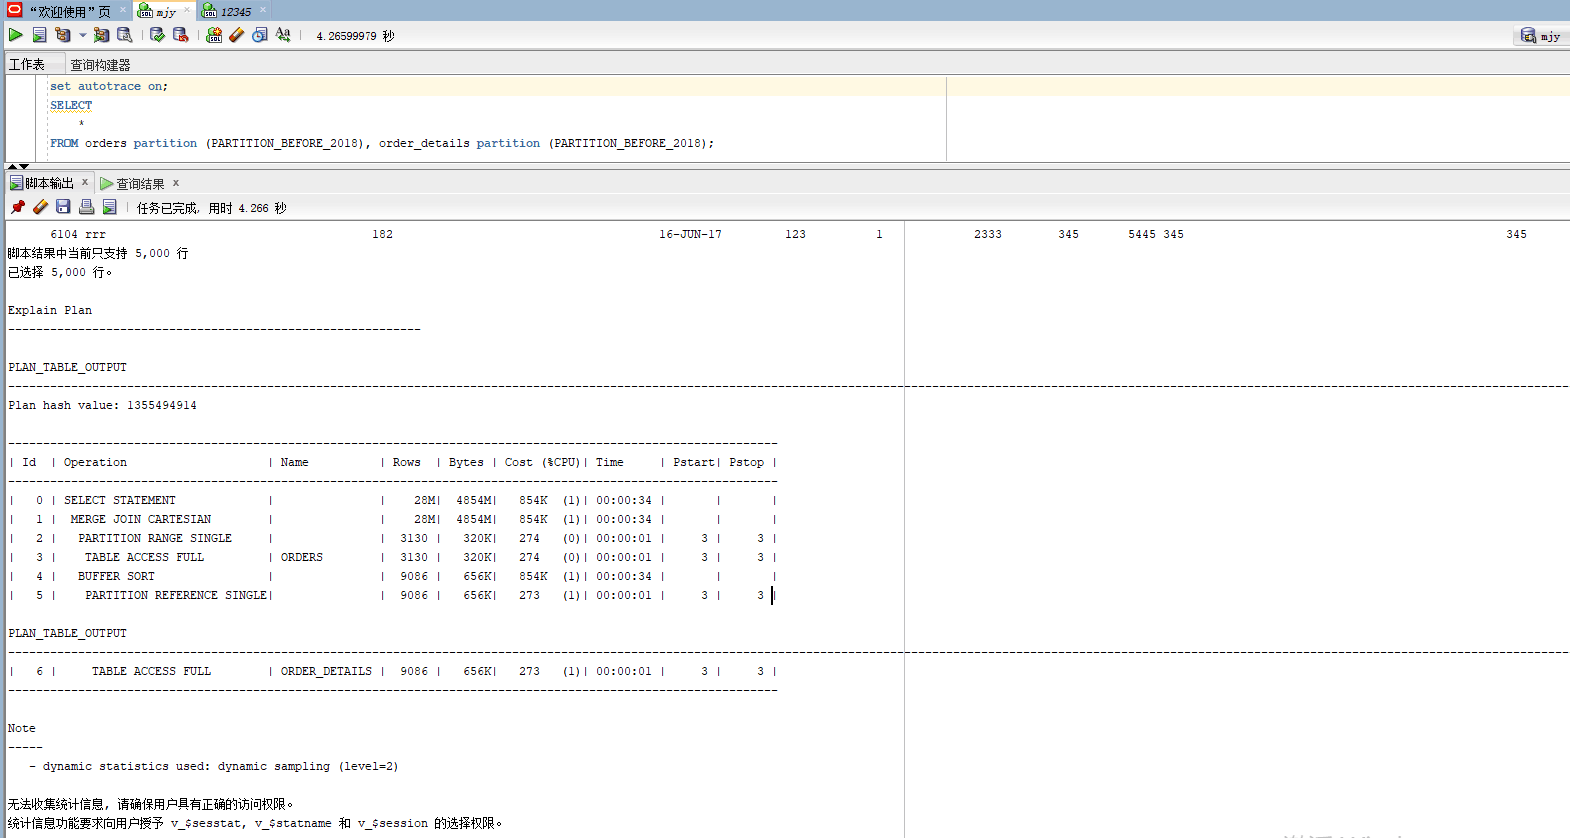 “欢迎使用”页 × mjy × 12345 ×
4.26599979 秒 mjy
工作表 查询构建器
set autotrace on;
SELECT
*
FROM orders partition (PARTITION_BEFORE_2018), order_details partition (PARTITION_BEFORE_2018);
脚本输出 × 查询结果 ×
任务已完成, 用时 4.266 秒
6104 rrr 182 16-JUN-17 123 1 2333 345 5445 345 345
脚本结果中当前只支持 5,000 行
已选择 5,000 行。
Explain Plan
-----------------------------------------------------------
PLAN_TABLE_OUTPUT
Plan hash value: 1355494914
| Id | Operation | Name | Rows | Bytes | Cost (%CPU)| Time | Pstart| Pstop |
| 0 | SELECT STATEMENT | | 28M| 4854M| 854K (1)| 00:00:34 | | |
| 1 | MERGE JOIN CARTESIAN | | 28M| 4854M| 854K (1)| 00:00:34 | | |
| 2 | PARTITION RANGE SINGLE | | 3130 | 320K| 274 (0)| 00:00:01 | 3 | 3 |
| 3 | TABLE ACCESS FULL | ORDERS | 3130 | 320K| 274 (0)| 00:00:01 | 3 | 3 |
| 4 | BUFFER SORT | | 9086 | 656K| 854K (1)| 00:00:34 | | |
| 5 | PARTITION REFERENCE SINGLE| | 9086 | 656K| 273 (1)| 00:00:01 | 3 | 3 |
PLAN_TABLE_OUTPUT
| 6 | TABLE ACCESS FULL | ORDER_DETAILS | 9086 | 656K| 273 (1)| 00:00:01 | 3 | 3 |
Note
-----
- dynamic statistics used: dynamic sampling (level=2)
无法收集统计信息, 请确保用户具有正确的访问权限。
统计信息功能要求向用户授予 v_$sesstat, v_$statname 和 v_$session 的选择权限。